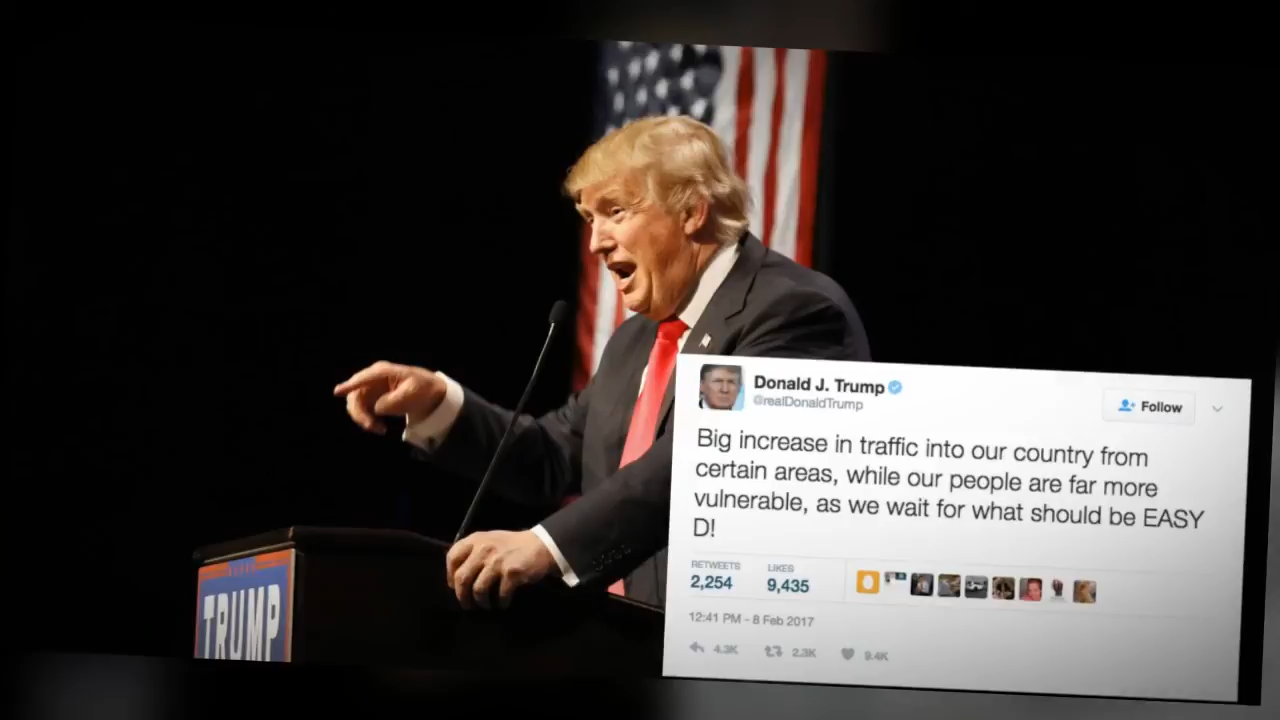 TRUMP
Donald J. Trump
@realDonaldTrump
Follow
Big increase in traffic into our country from
certain areas, while our people are far more
vulnerable, as we wait for what should be EASY
D!
RETWEETS LIKES
2,254 9,435
12:41 PM - 8 Feb 2017
4.3K 2.3K 9.4K